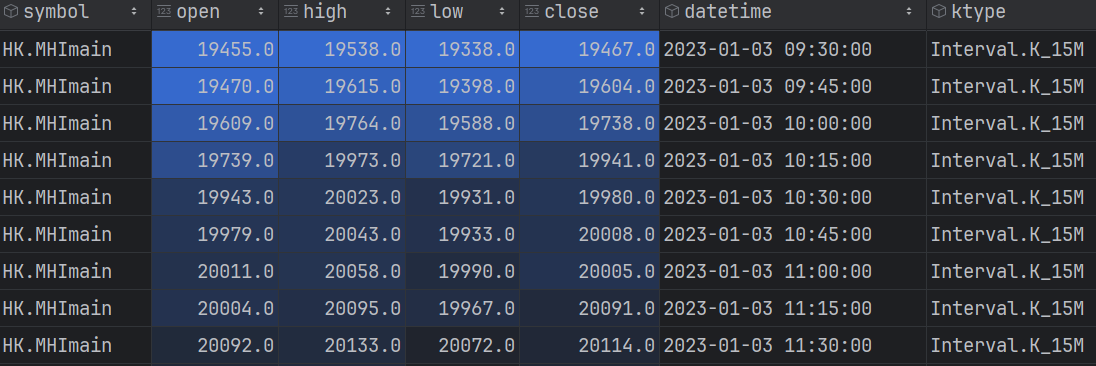 symbol 123 open 123 high 123 low 123 close datetime ktype
HK.MHImain 19455.0 19538.0 19338.0 19467.0 2023-01-03 09:30:00 Interval.K_15M
HK.MHImain 19470.0 19615.0 19398.0 19604.0 2023-01-03 09:45:00 Interval.K_15M
HK.MHImain 19609.0 19764.0 19588.0 19738.0 2023-01-03 10:00:00 Interval.K_15M
HK.MHImain 19739.0 19973.0 19721.0 19941.0 2023-01-03 10:15:00 Interval.K_15M
HK.MHImain 19943.0 20023.0 19931.0 19980.0 2023-01-03 10:30:00 Interval.K_15M
HK.MHImain 19979.0 20043.0 19933.0 20008.0 2023-01-03 10:45:00 Interval.K_15M
HK.MHImain 20011.0 20058.0 19990.0 20005.0 2023-01-03 11:00:00 Interval.K_15M
HK.MHImain 20004.0 20095.0 19967.0 20091.0 2023-01-03 11:15:00 Interval.K_15M
HK.MHImain 20092.0 20133.0 20072.0 20114.0 2023-01-03 11:30:00 Interval.K_15M